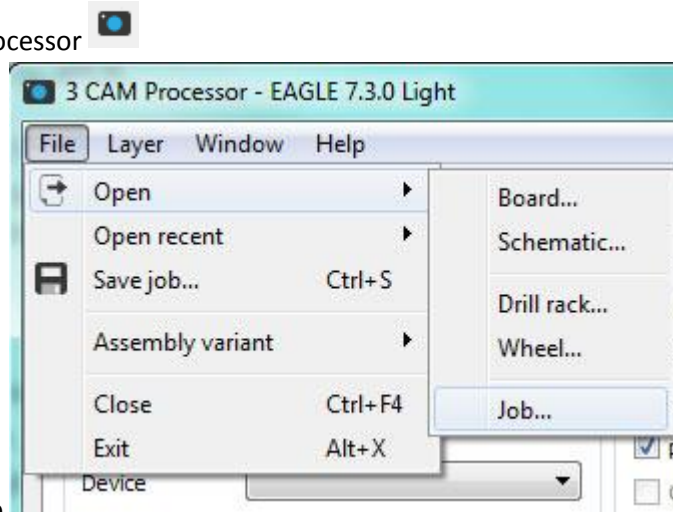 ocessor
3 CAM Processor - EAGLE 7.3.0 Light
File Layer Window Help
Open
Open recent
Save job... Ctrl+S
Assembly variant
Close Ctrl+F4
Exit Alt+X
Board...
Schematic...
Drill rack...
Wheel...
Job...
Device